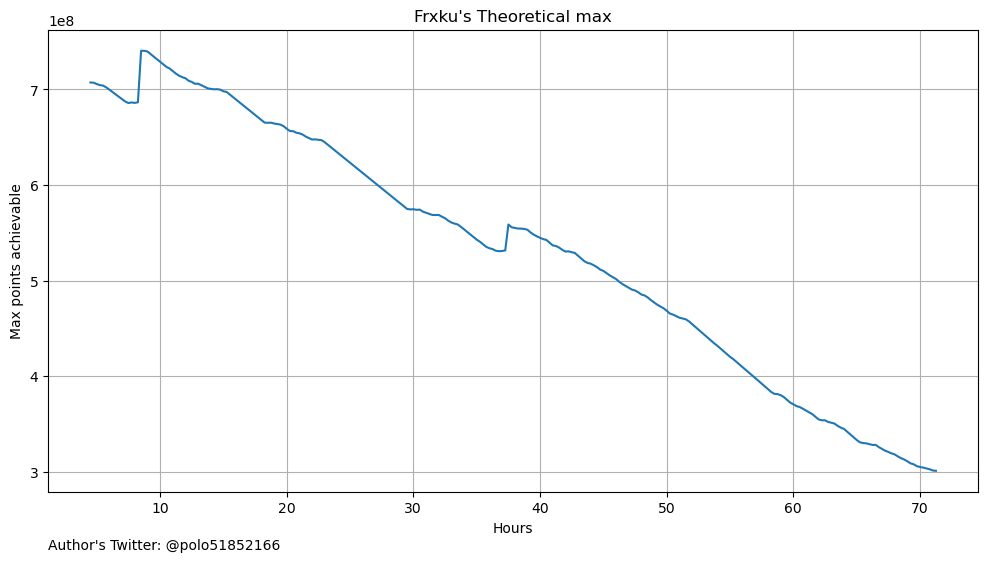 Frxku's Theoretical max
1e8
7
6
5
4
3
Max points achievable
10 20 30 40 50 60 70
Hours
Author's Twitter: @polo51852166